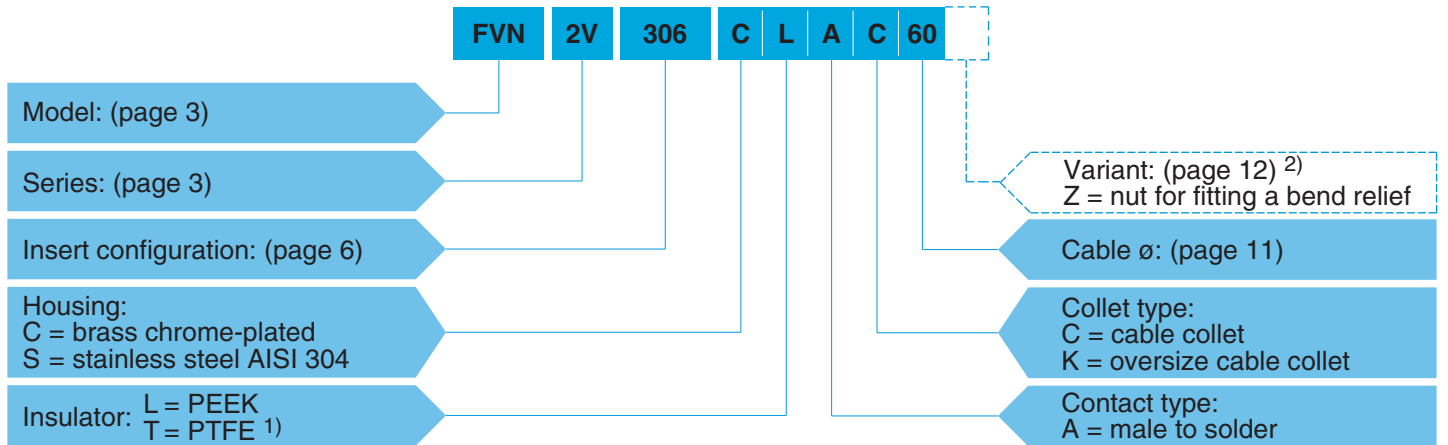 FVN 2V 306 C L A C 60
Model: (page 3)
Series: (page 3)
Insert configuration: (page 6)
Housing:
C = brass chrome-plated
S = stainless steel AISI 304
Insulator: L = PEEK
T = PTFE 1)
Variant: (page 12) 2)
Z = nut for fitting a bend relief
Cable ø: (page 11)
Collet type:
C = cable collet
K = oversize cable collet
Contact type:
A = male to solder